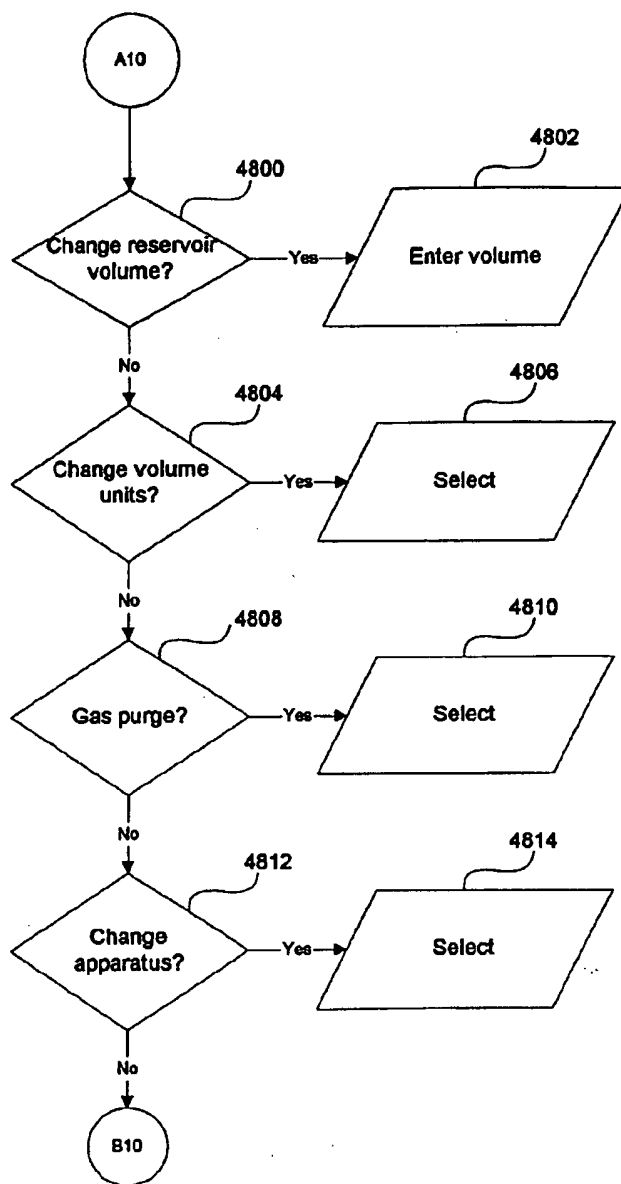 A10
4800
4802
Change reservoir
volume?
Yes
Enter volume
No
4804
4806
Change volume
units?
Yes
Select
No
4808
4810
Gas purge?
Yes
Select
No
4812
4814
Change
apparatus?
Yes
Select
No
B10